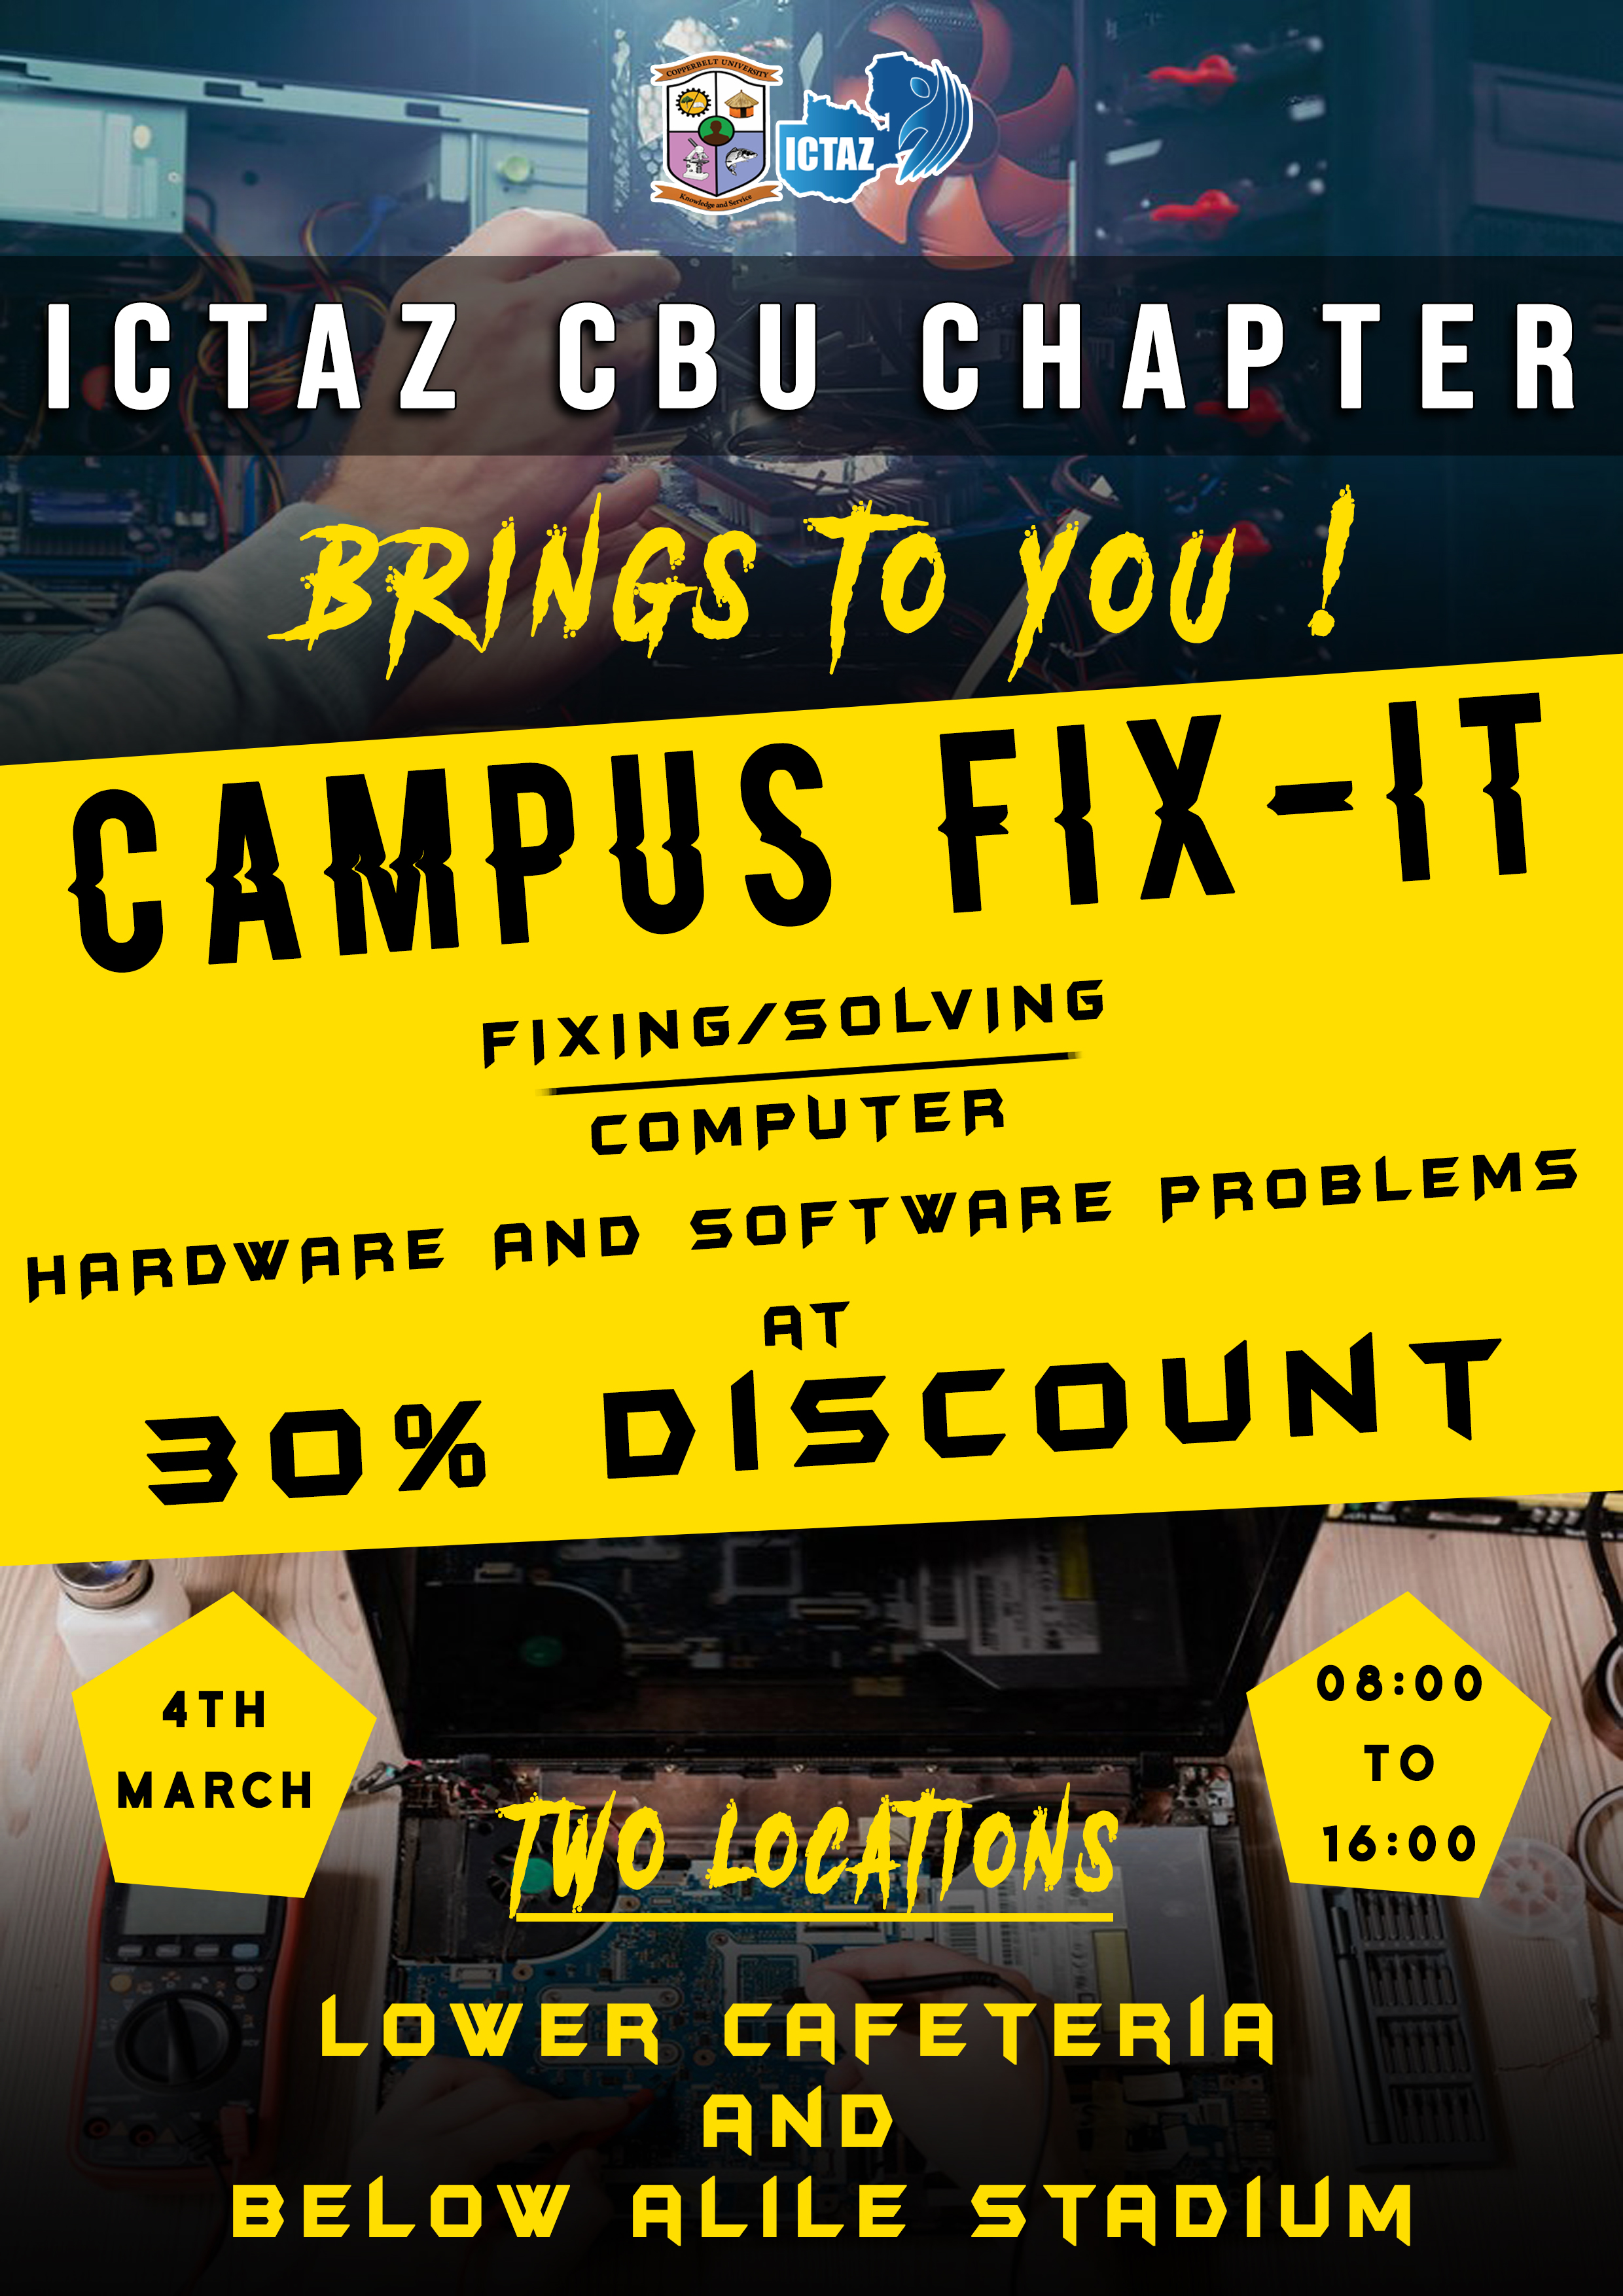 COPPERBELT UNIVERSITY
Knowledge and Service
ICTAZ
ICTAZ CBU CHAPTER
BRINGS TO YOU !
CAMPUS FIX-IT
FIXING/SOLVING
COMPUTER
HARDWARE AND SOFTWARE PROBLEMS
AT
30% DISCOUNT
4TH
MARCH
08:00
TO
16:00
TWO LOCATIONS
LOWER CAFETERIA
AND
BELOW ALILE STADIUM